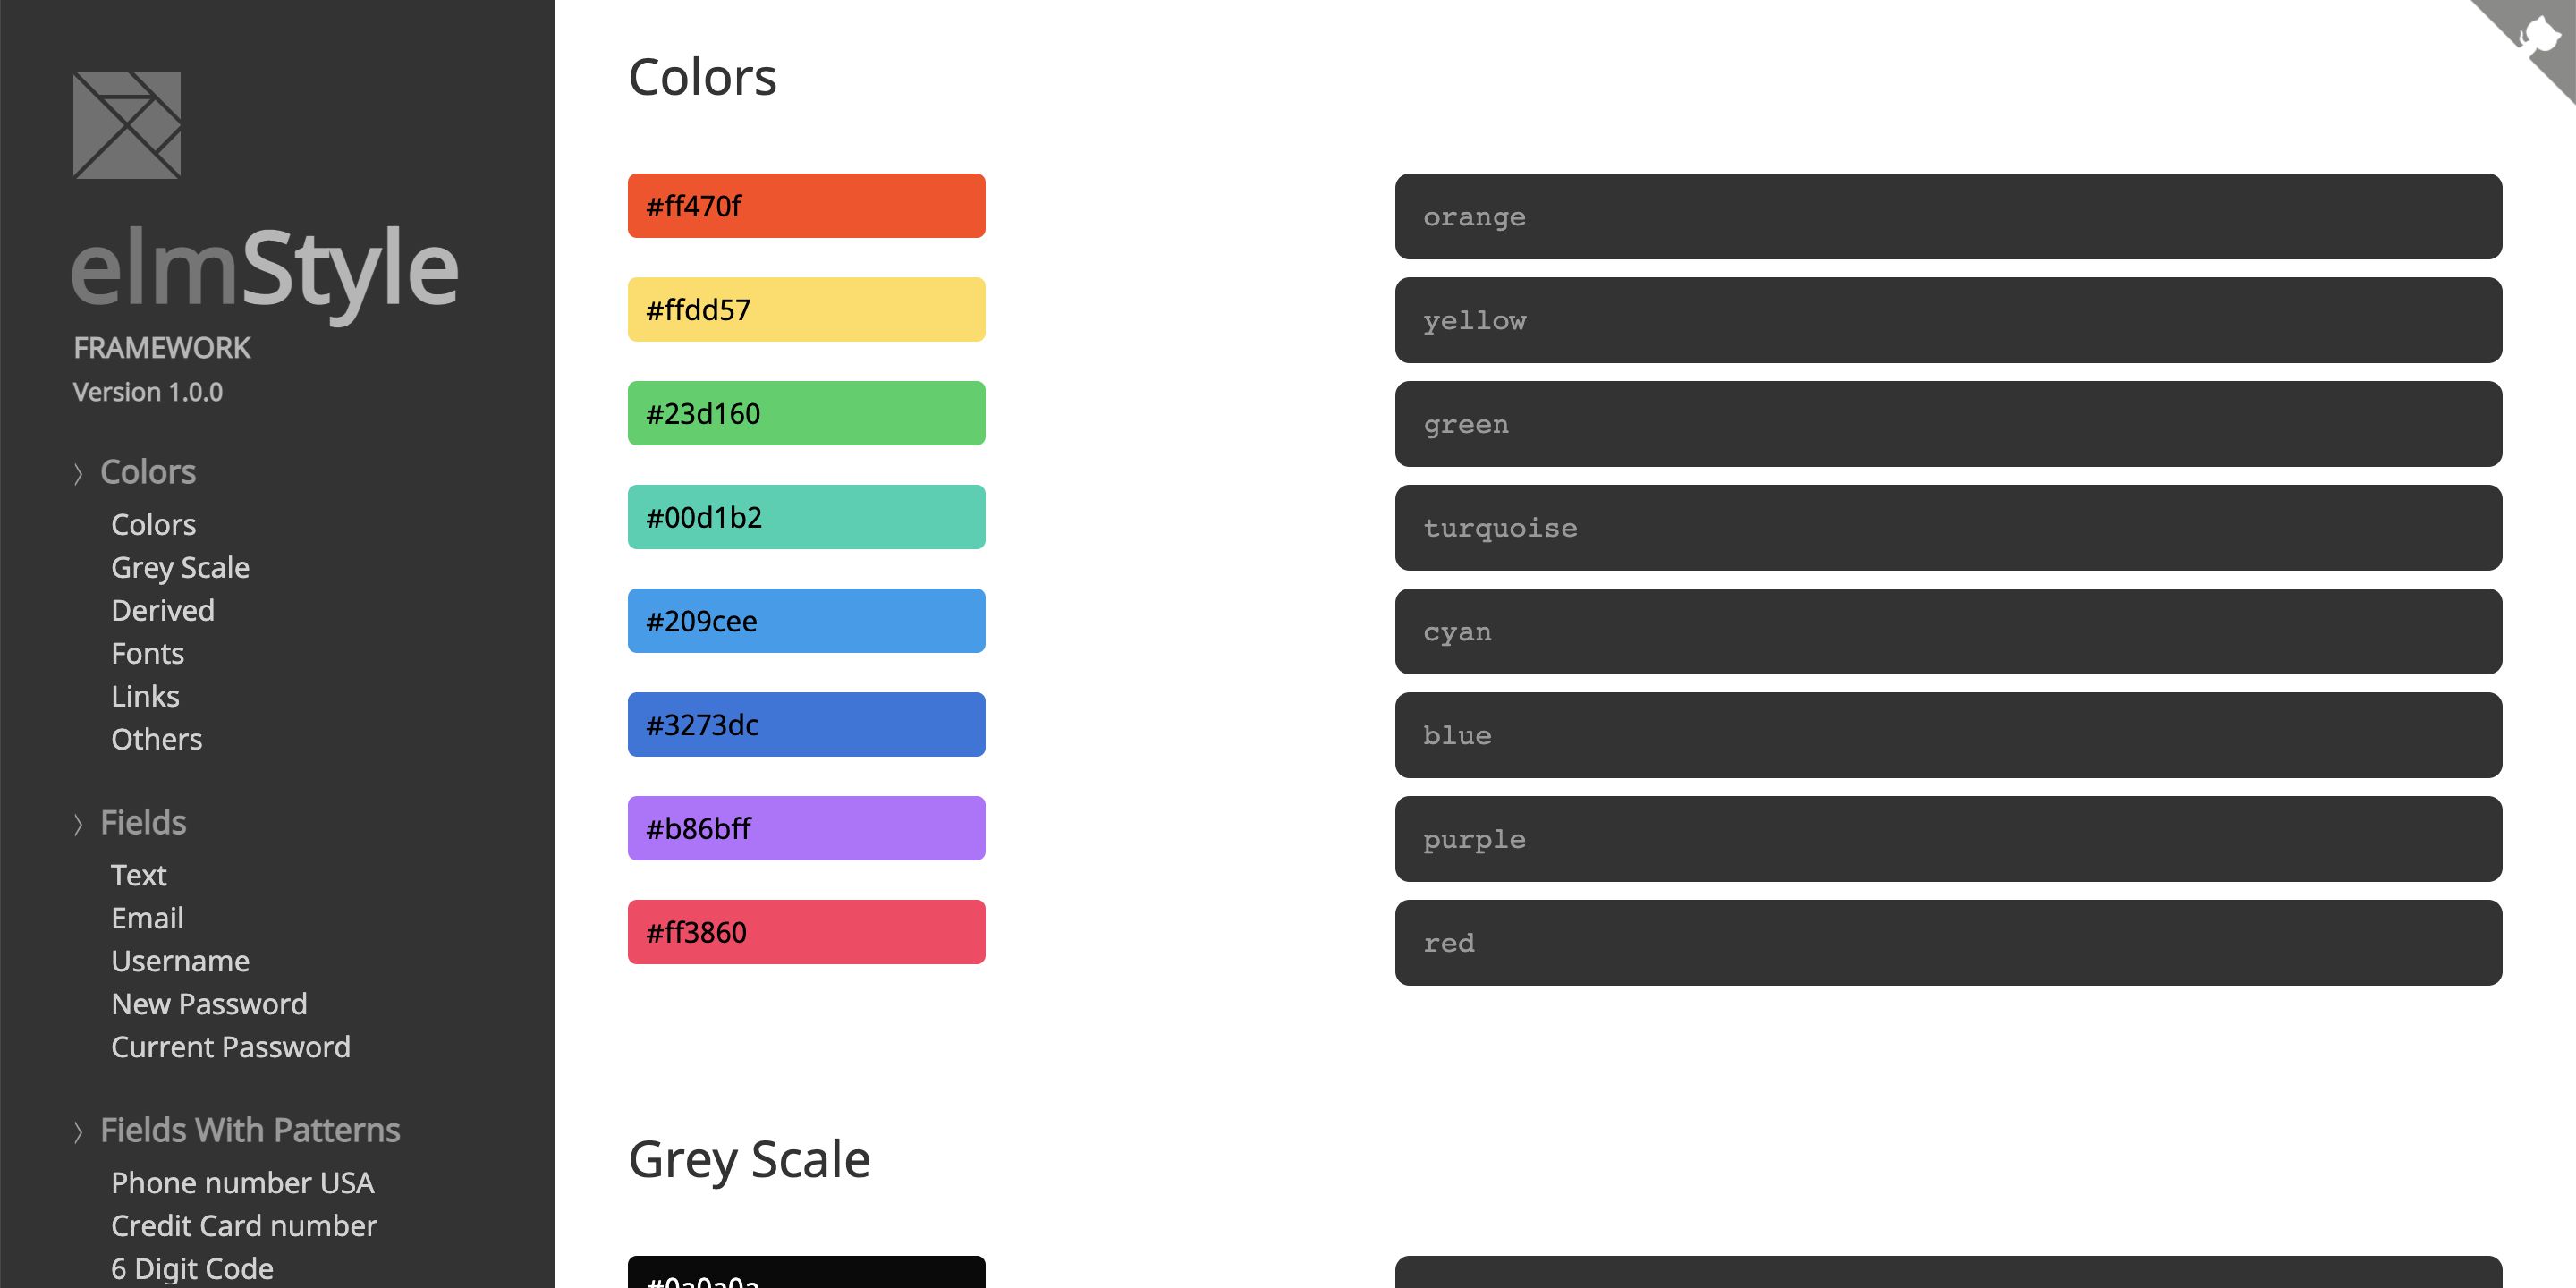 elmStyle
FRAMEWORK
Version 1.0.0
Colors
Colors
Grey Scale
Derived
Fonts
Links
Others
Fields
Text
Email
Username
New Password
Current Password
Fields With Patterns
Phone number USA
Credit Card number
6 Digit Code
Colors
#ff470f
orange
#ffdd57
yellow
#23d160
green
#00d1b2
turquoise
#209cee
cyan
#3273dc
blue
#b86bff
purple
#ff3860
red
Grey Scale
#0a0a0a